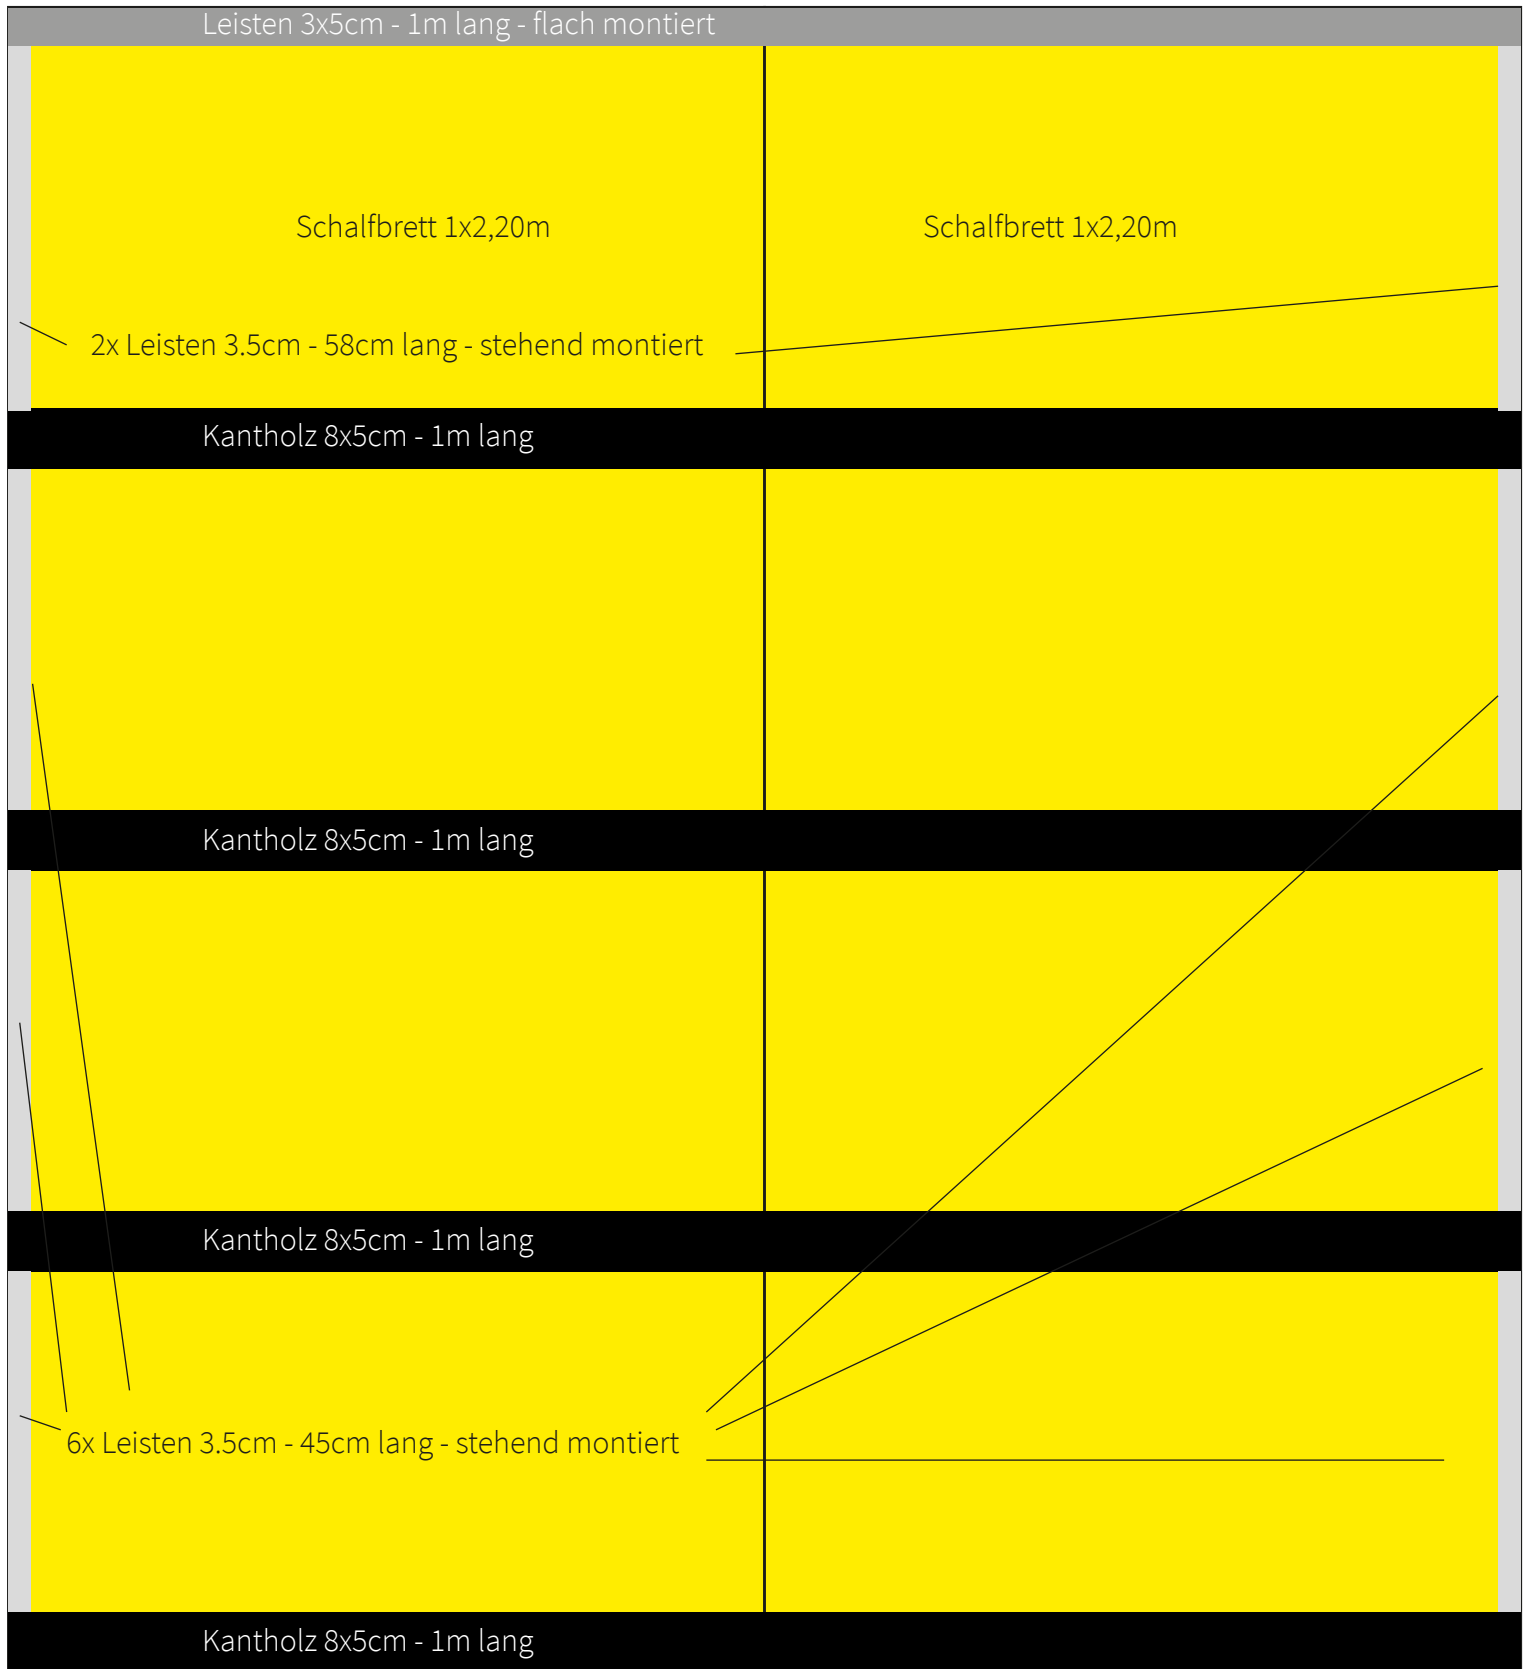 Leisten 3x5cm - 1m lang - flach montiert
Schalfbrett 1x2,20m
Schalfbrett 1x2,20m
2x Leisten 3.5cm - 58cm lang - stehend montiert
Kantholz 8x5cm - 1m lang
Kantholz 8x5cm - 1m lang
Kantholz 8x5cm - 1m lang
6x Leisten 3.5cm - 45cm lang - stehend montiert
Kantholz 8x5cm - 1m lang